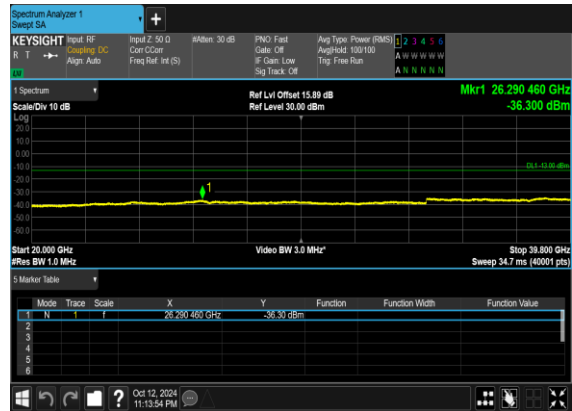 Spectrum Analyzer 1
Swept SA
+
KEYSIGHT Input: RF Input Z: 50 Ω #Atten: 30 dB PNO: Fast Avg Type: Power (RMS) 1 2 3 4 5 6
R T Coupling: DC Corr CCorr Gate: Off Avg|Hold: 100/100 A W W W W W
Align: Auto Freq Ref: Int (S) IF Gain: Low Trig: Free Run
Sig Track: Off A N N N N N
1 Spectrum Ref Lvl Offset 15.89 dB Mkr1 26.290 460 GHz
Scale/Div 10 dB Ref Level 30.00 dBm -36.300 dBm
Log
20.0
10.0
0.00
-10.0
DL1 -13.00 dBm
-20.0
-30.0
1
-40.0
-50.0
-60.0
Start 20.000 GHz Video BW 3.0 MHz* Stop 39.800 GHz
#Res BW 1.0 MHz Sweep 34.7 ms (40001 pts)
5 Marker Table
Mode Trace Scale X Y Function Function Width Function Value
1 N 1 f 26.290 460 GHz -36.30 dBm
2
3
4
5
6
? Oct 12, 2024
11:13:54 PM